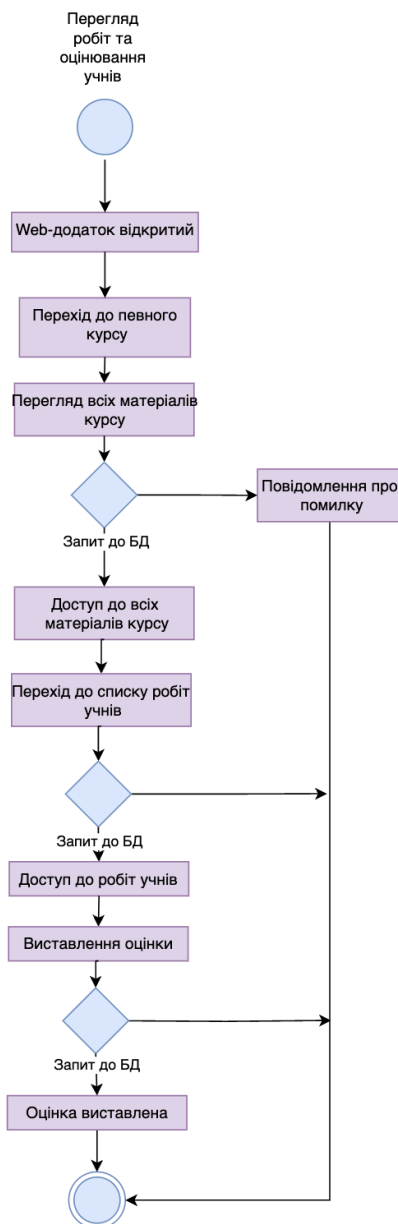 Перегляд
робіт та
оцінювання
учнів
Web-додаток відкритий
Перехід до певного
курсу
Перегляд всіх матеріалів
курсу
Повідомлення про
помилку
Запит до БД
Доступ до всіх
матеріалів курсу
Перехід до списку робіт
учнів
Запит до БД
Доступ до робіт учнів
Виставлення оцінки
Запит до БД
Оцінка виставлена